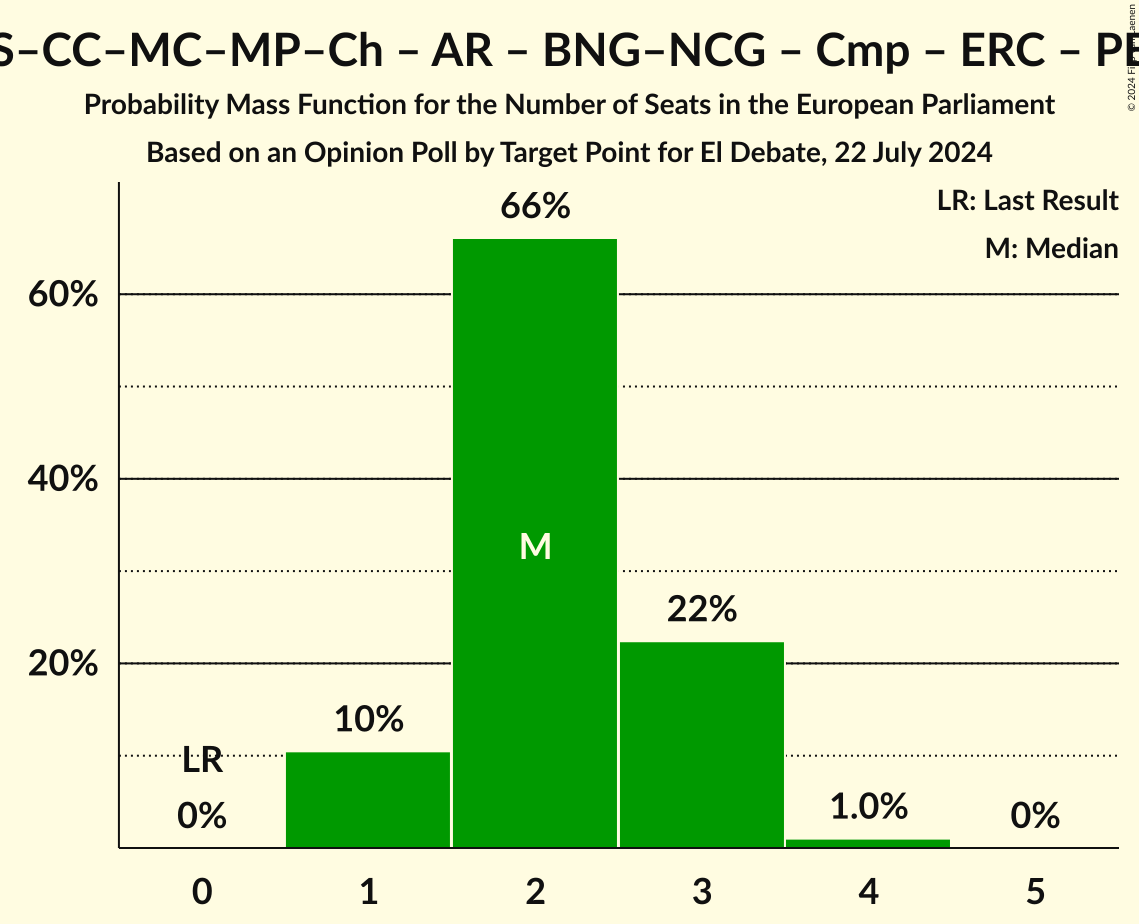 S–CC–MC–MP–Ch – AR – BNG–NCG – Cmp – ERC – PE
Probability Mass Function for the Number of Seats in the European Parliament
Based on an Opinion Poll by Target Point for El Debate, 22 July 2024
LR: Last Result
M: Median
66%
60%
40%
M
22%
20%
10%
LR
0%
1.0%
0%
0 1 2 3 4 5
© 2024